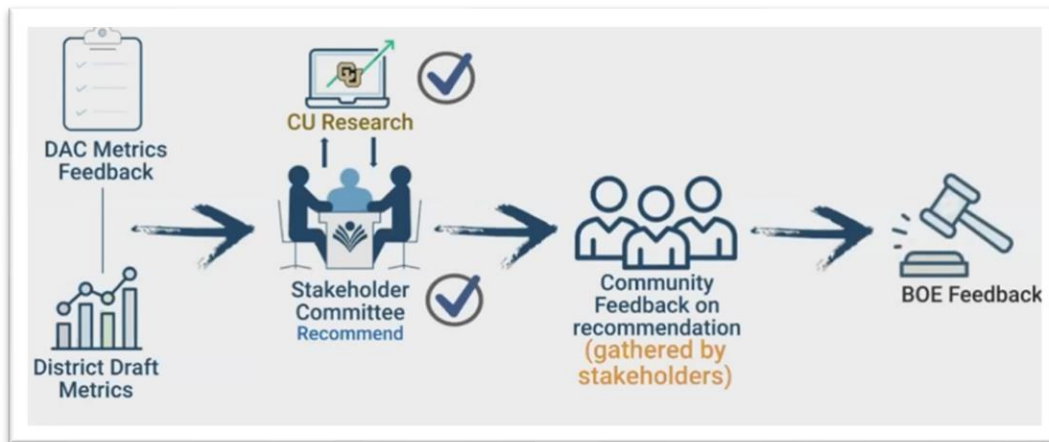 DAC Metrics
Feedback
District Draft
Metrics
CU
CU Research
Stakeholder
Committee
Recommend
Community
Feedback on
recommendation
(gathered by
stakeholders)
BOE Feedback